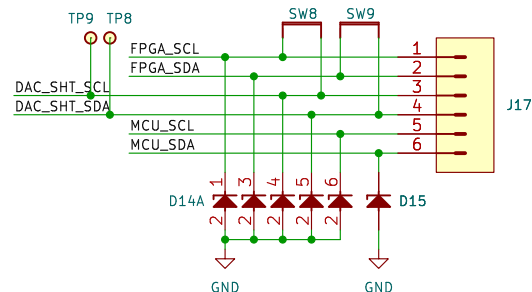 TP9 TP8 SW8 SW9
FPGA_SCL 1
FPGA_SDA 2
DAC_SHT_SCL 3
DAC_SHT_SDA 4 J17
MCU_SCL 5
MCU_SDA 6
1 3 4 5 6
D14A D15
2 2 2 2 2
GND GND